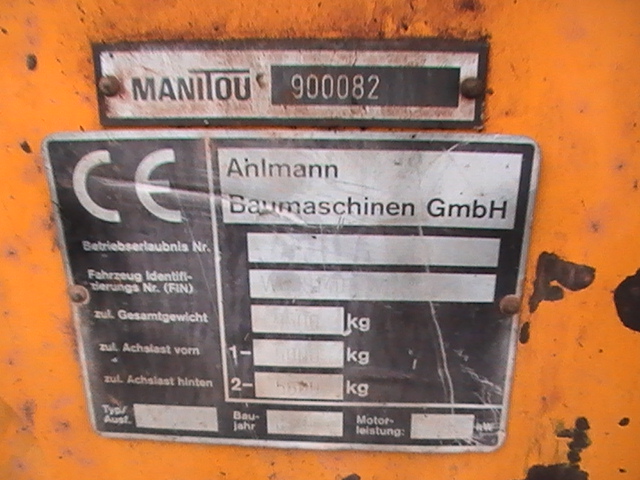 MANITOU 900082
CE
Ahlmann
Baumaschinen GmbH
Betriebserlaubnis Nr.
Fahrzeug Identifi-
zierungs Nr. (FIN)
zul. Gesamtgewicht kg
zul. Achslast vorn 1- kg
zul. Achslast hinten 2- kg
Typ/
Ausf.
Bau-
jahr
Motor-
leistung: kW